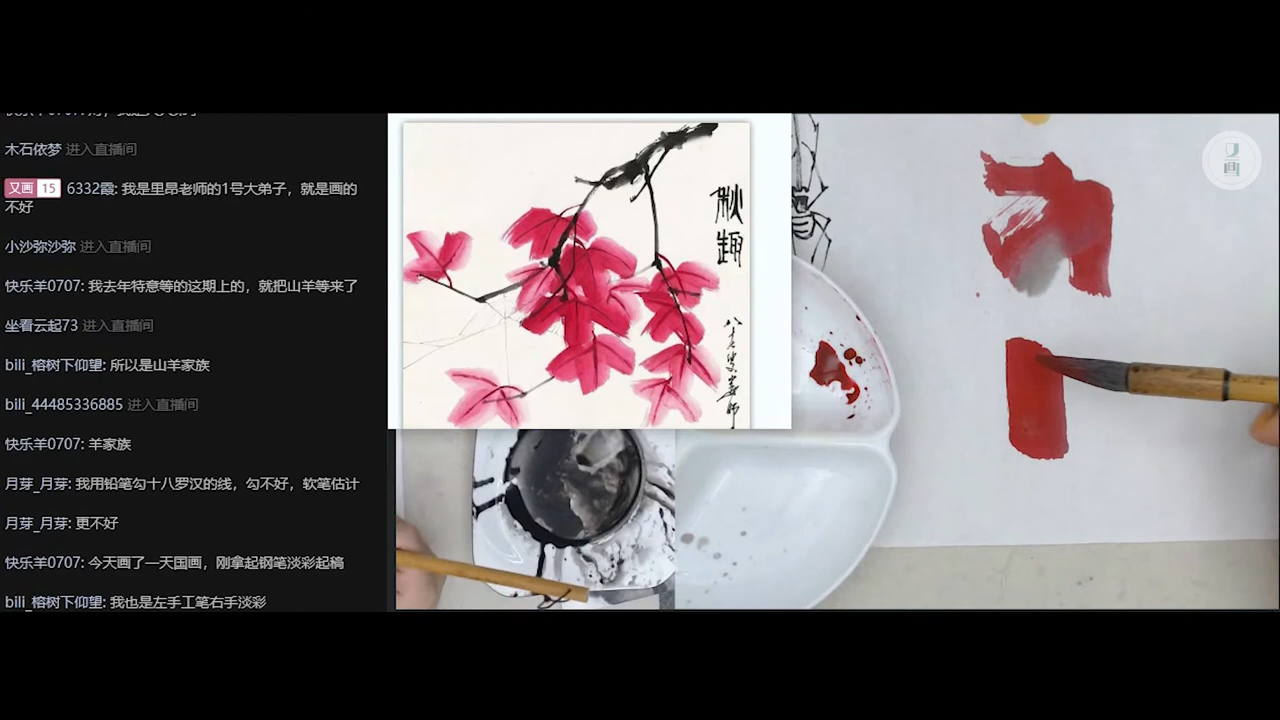 木石依梦 进入直播间
又画 15 6332霞: 我是里昂老师的1号大弟子，就是画的
不好
小沙弥沙弥 进入直播间
快乐羊0707: 我去年特意等的这期上的，就把山羊等来了
坐看云起73 进入直播间
bili_榕树下仰望: 所以是山羊家族
bili_44485336885 进入直播间
快乐羊0707: 羊家族
月芽_月芽: 我用铅笔勾十八罗汉的线，勾不好，软笔估计
月芽_月芽: 更不好
快乐羊0707: 今天画了一天国画，刚拿起钢笔淡彩起稿
bili_榕树下仰望: 我也是左手工笔右手淡彩
秋趣
又画